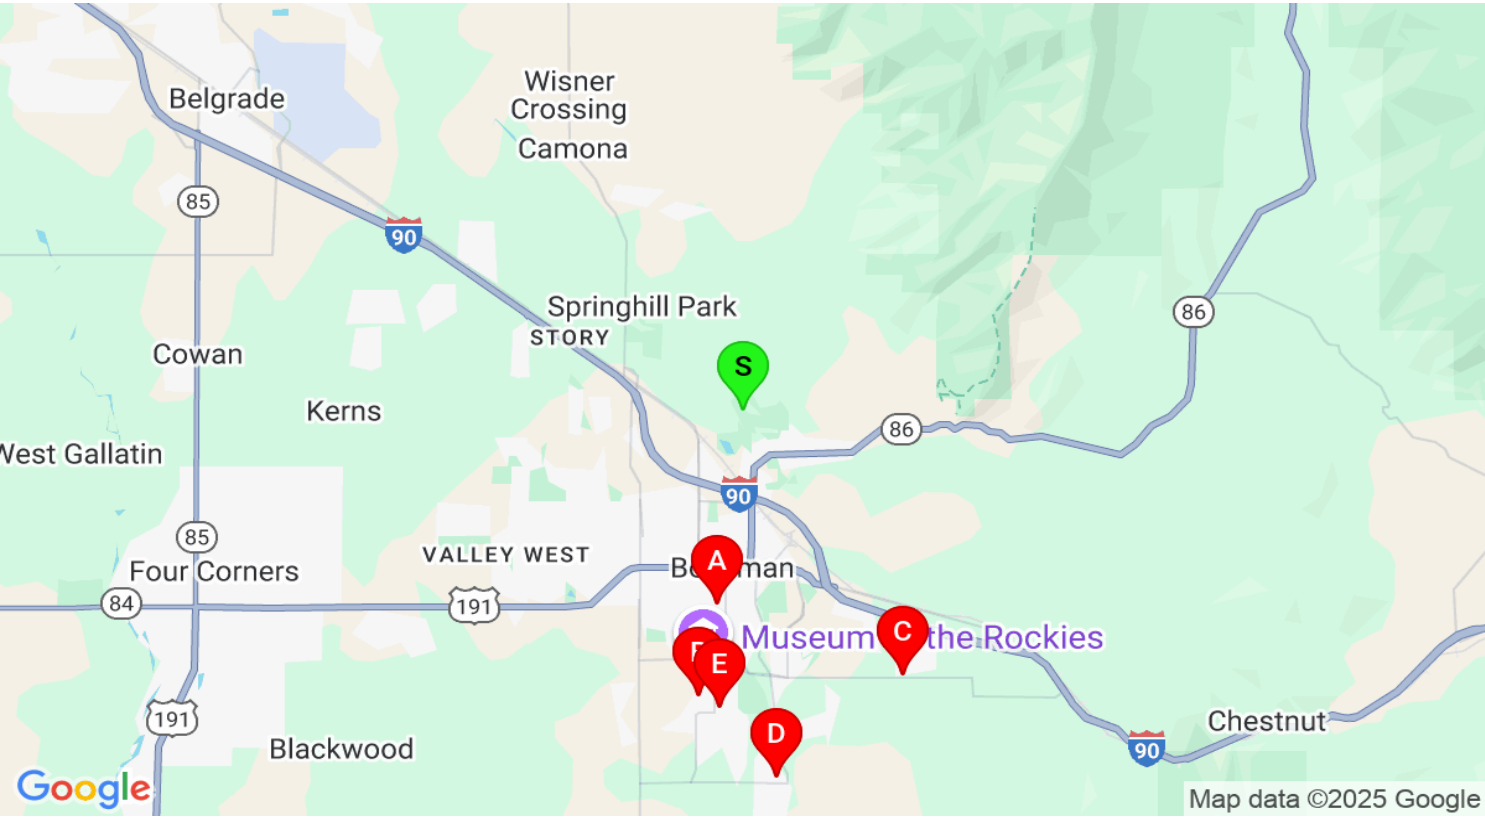 Wisner
Crossing
Belgrade
Camona
85
90
Springhill Park
86
STORY
Cowan
S
Kerns
86
West Gallatin
90
85
VALLEY WEST
A
Four Corners
84
191
C
Museum
the Rockies
E
191
D
Chestnut
Blackwood
90
Google
Map data ©2025 Google